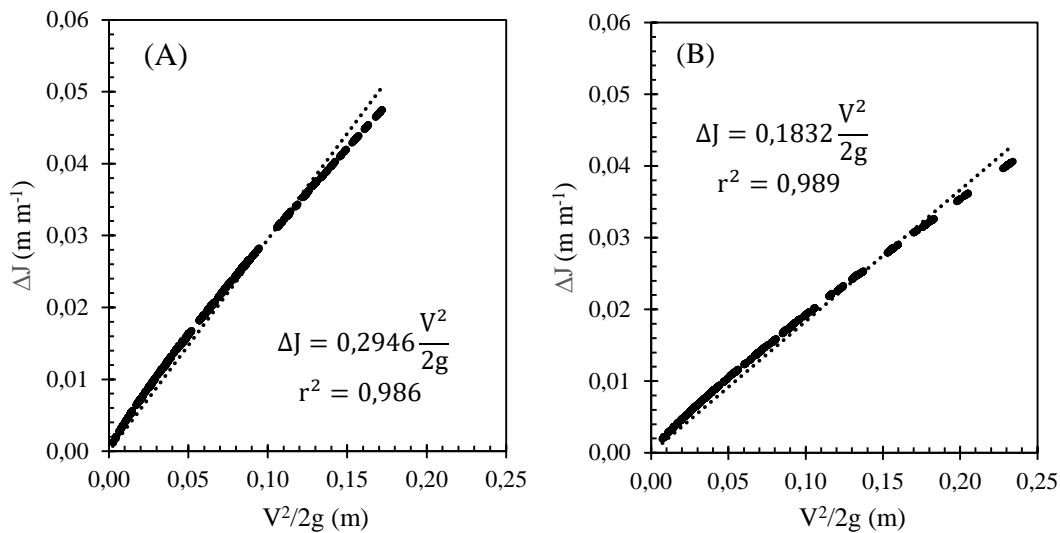 0,06
0,05
0,04
0,03
0,02
0,01
0,00
ΔJ (m m⁻¹)
(A)
ΔJ = 0,2946 V²/2g
r² = 0,986
0,00 0,05 0,10 0,15 0,20 0,25
V²/2g (m)
0,06
0,05
0,04
0,03
0,02
0,01
0,00
ΔJ (m m⁻¹)
(B)
ΔJ = 0,1832 V²/2g
r² = 0,989
0,00 0,05 0,10 0,15 0,20 0,25
V²/2g (m)